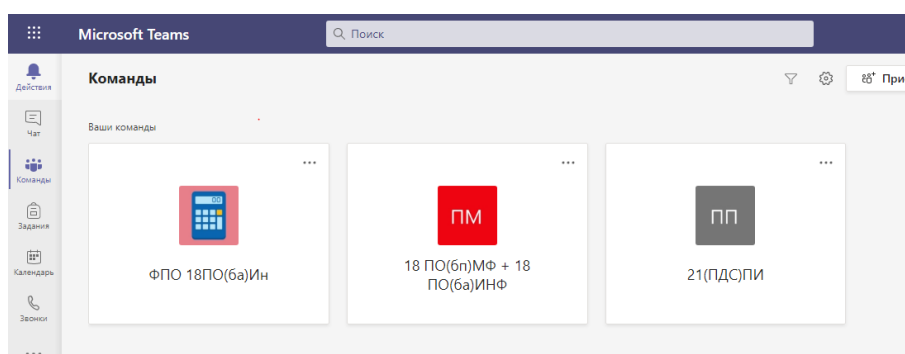 Microsoft Teams
Поиск
Действия
Чат
Команды
Задания
Календарь
Звонки
Команды
При
Ваши команды
ФПО 18ПО(ба)Ин
ПМ
18 ПО(бп)МФ + 18
ПО(ба)ИНФ
ПП
21(ПДС)ПИ